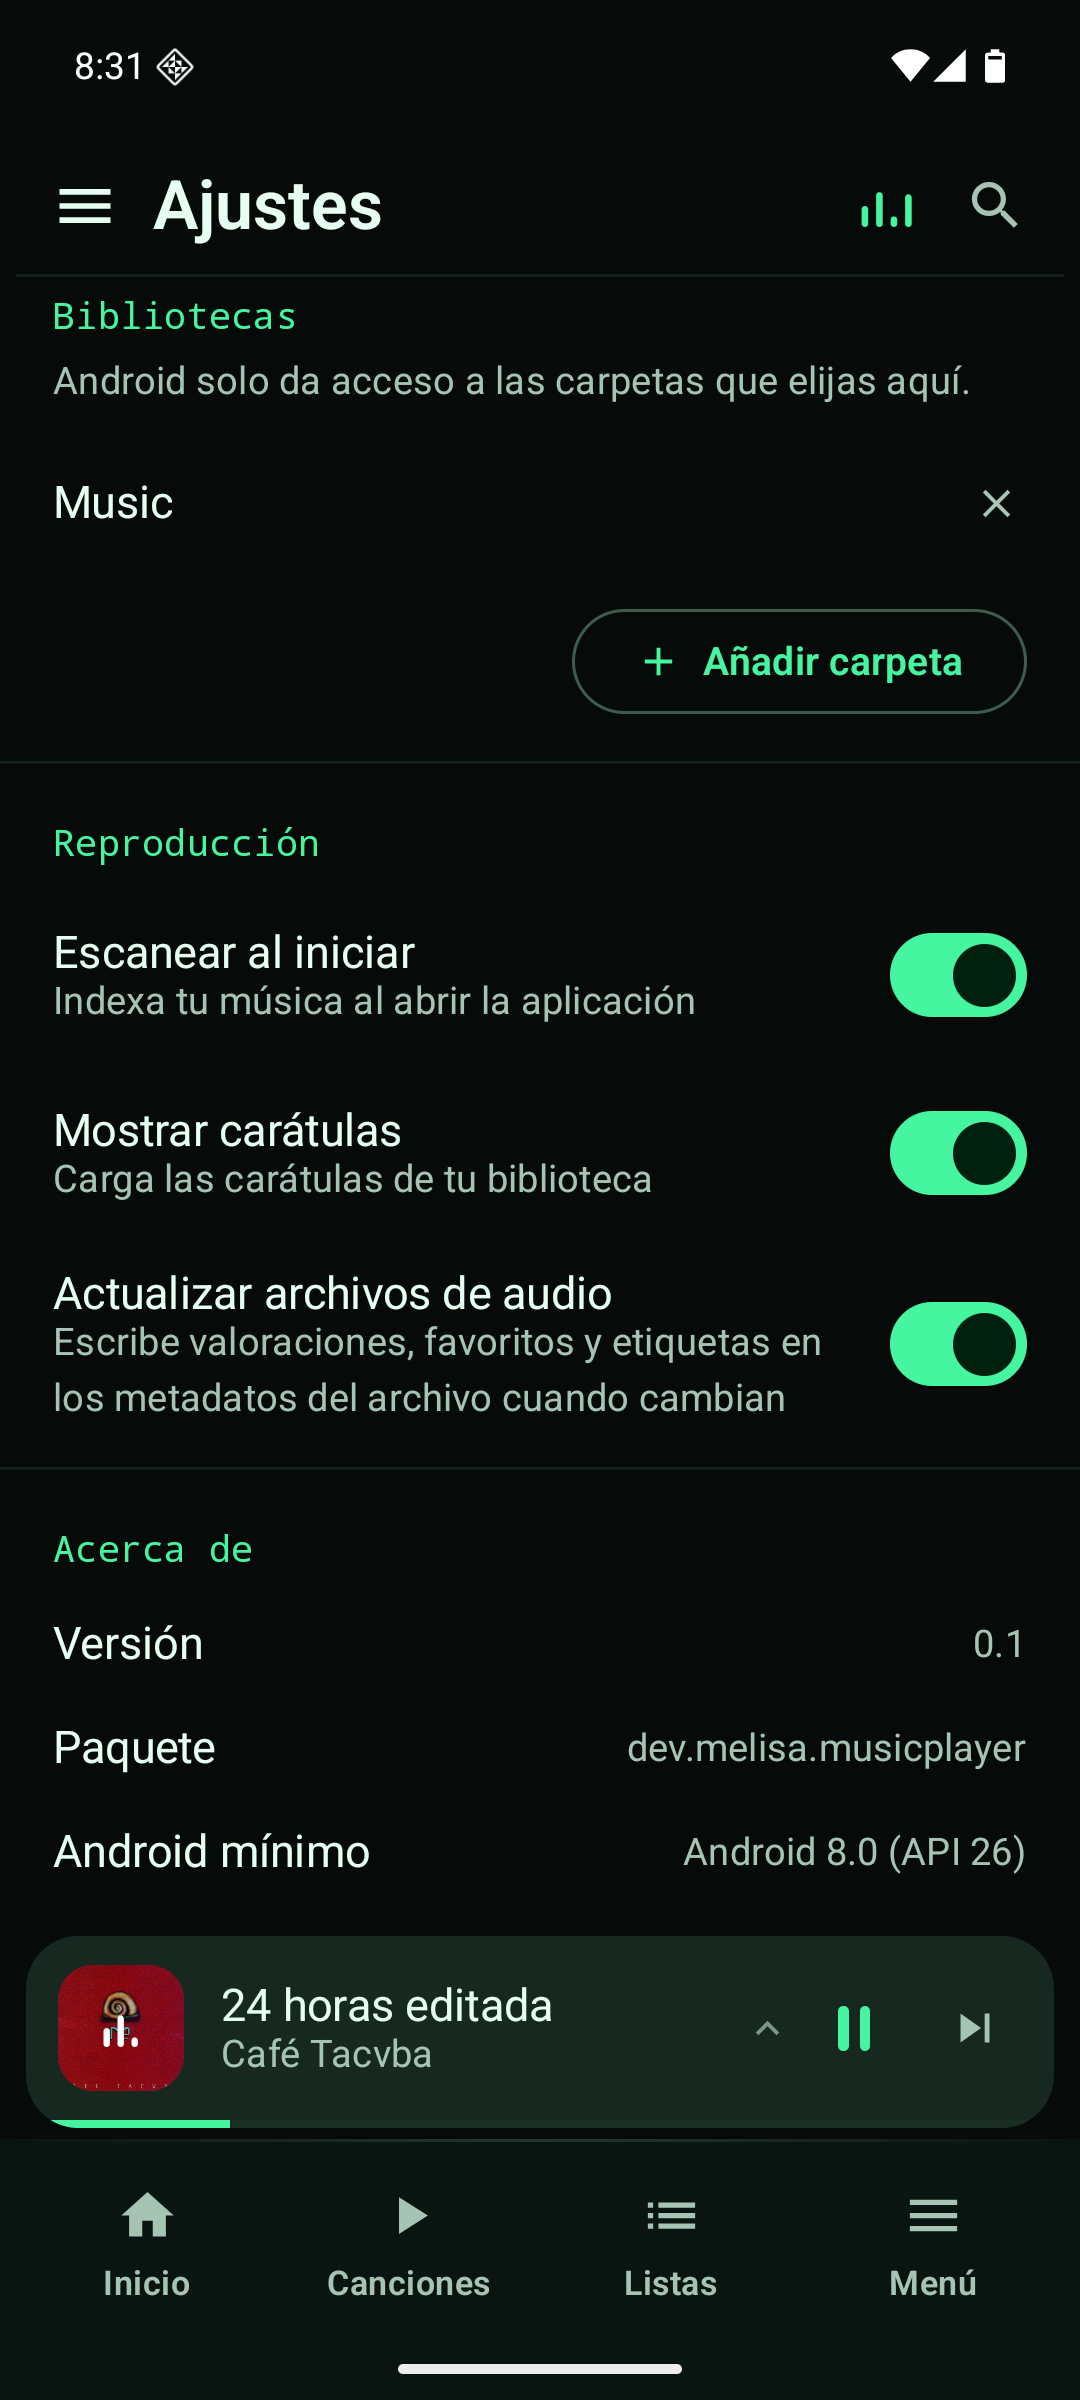 8:31
Ajustes
Bibliotecas
Android solo da acceso a las carpetas que elijas aquí.
Music
Añadir carpeta
Reproducción
Escanear al iniciar
Indexa tu música al abrir la aplicación
Mostrar carátulas
Carga las carátulas de tu biblioteca
Actualizar archivos de audio
Escribe valoraciones, favoritos y etiquetas en
los metadatos del archivo cuando cambian
Acerca de
Versión 0.1
Paquete dev.melisa.musicplayer
Android mínimo Android 8.0 (API 26)
24 horas editada
Café Tacvba
Inicio Canciones Listas Menú